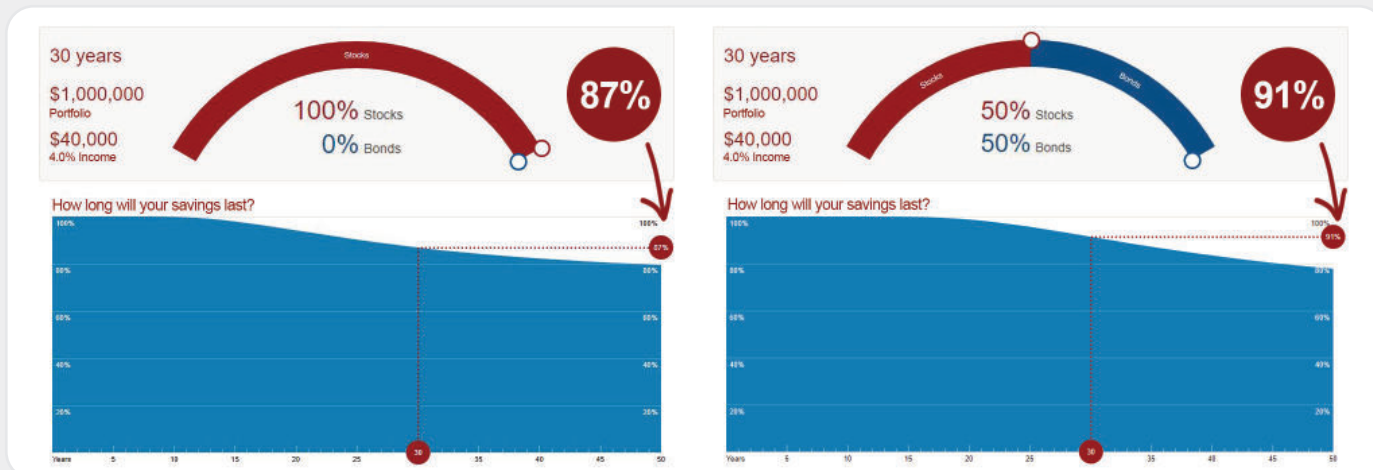 30 years
$1,000,000
Portfolio
$40,000
4.0% Income
Stocks
100% Stocks
0% Bonds
87%
How long will your savings last?
100%
100%
87%
80%
80%
60%
60%
40%
40%
20%
20%
Years 5 10 15 20 25 30 35 40 45 50
30 years
$1,000,000
Portfolio
$40,000
4.0% Income
Stocks
Bonds
50% Stocks
50% Bonds
91%
How long will your savings last?
100%
100%
91%
80%
80%
60%
60%
40%
40%
20%
20%
Years 5 10 15 20 25 30 35 40 45 50